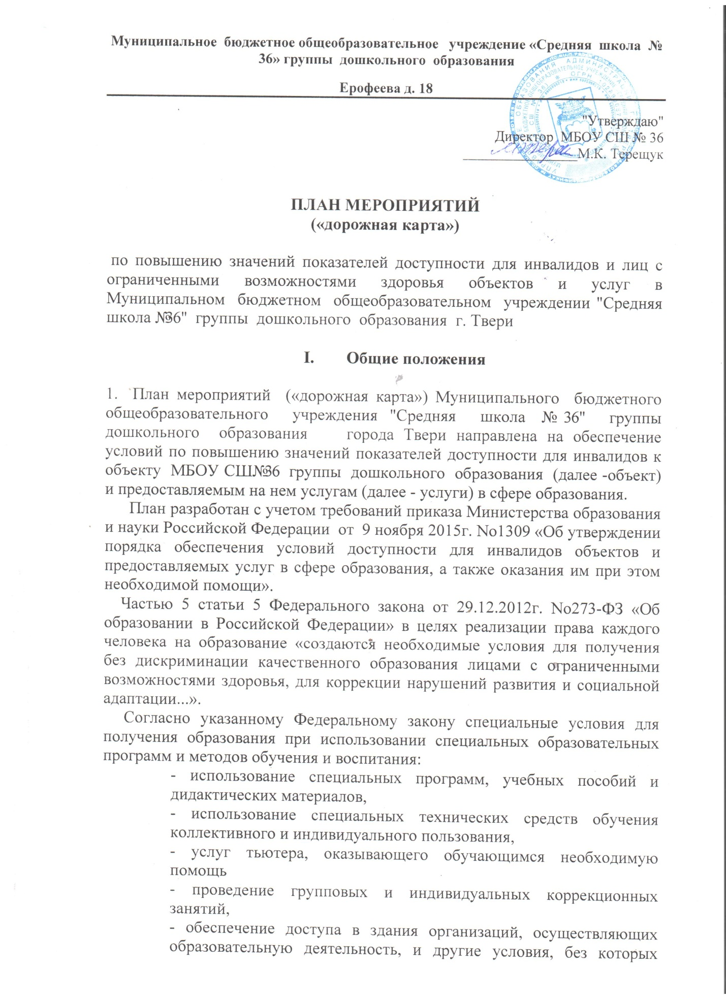 Муниципальное бюджетное общеобразовательное учреждение «Средняя школа №
36» группы дошкольного образования
Ерофеева д. 18
"Утверждаю"
Директор МБОУ СШ № 36
________________М.К. Терещук
ПЛАН МЕРОПРИЯТИЙ
(«дорожная карта»)
по повышению значений показателей доступности для инвалидов и лиц с
ограниченными возможностями здоровья объектов и услуг в
Муниципальном бюджетном общеобразовательном учреждении "Средняя
школа №36" группы дошкольного образования г. Твери
I. Общие положения
1. План мероприятий («дорожная карта») Муниципального бюджетного
общеобразовательного учреждения "Средняя школа № 36" группы
дошкольного образования города Твери направлена на обеспечение
условий по повышению значений показателей доступности для инвалидов к
объекту МБОУ СШ№36 группы дошкольного образования (далее -объект)
и предоставляемым на нем услугам (далее - услуги) в сфере образования.
План разработан с учетом требований приказа Министерства образования
и науки Российской Федерации от 9 ноября 2015г. No1309 «Об утверждении
порядка обеспечения условий доступности для инвалидов объектов и
предоставляемых услуг в сфере образования, а также оказания им при этом
необходимой помощи».
Частью 5 статьи 5 Федерального закона от 29.12.2012г. No273-ФЗ «Об
образовании в Российской Федерации» в целях реализации права каждого
человека на образование «создаются необходимые условия для получения
без дискриминации качественного образования лицами с ограниченными
возможностями здоровья, для коррекции нарушений развития и социальной
адаптации...».
Согласно указанному Федеральному закону специальные условия для
получения образования при использовании специальных образовательных
программ и методов обучения и воспитания:
- использование специальных программ, учебных пособий и
дидактических материалов,
- использование специальных технических средств обучения
коллективного и индивидуального пользования,
- услуг тьютера, оказывающего обучающимся необходимую
помощь
- проведение групповых и индивидуальных коррекционных
занятий,
- обеспечение доступа в здания организаций, осуществляющих
образовательную деятельность, и другие условия, без которых